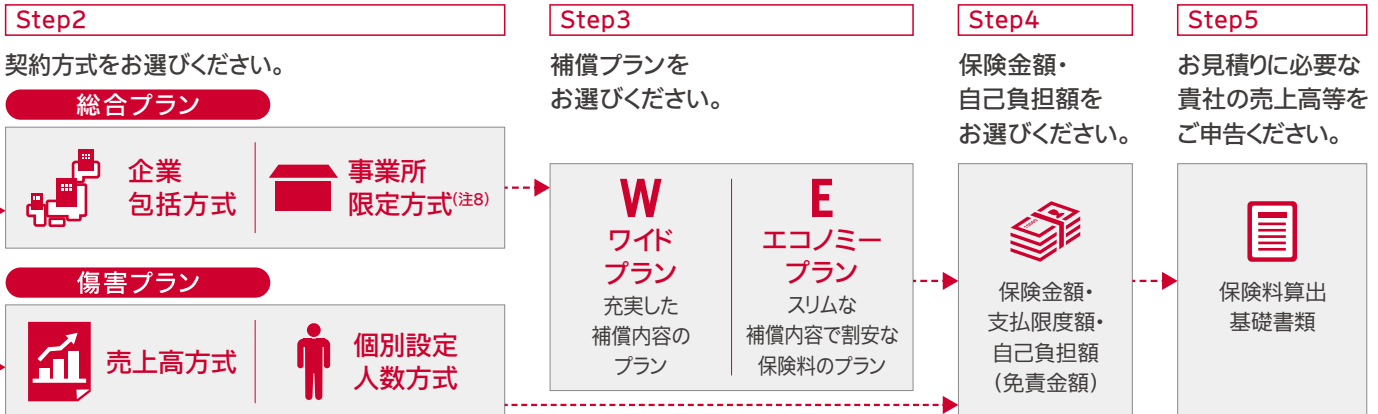 Step2
契約方式をお選びください。
総合プラン
企業
包括方式
事業所
限定方式(注8)
傷害プラン
売上高方式
個別設定
人数方式
Step3
補償プランを
お選びください。
W
ワイド
プラン
充実した
補償内容の
プラン
E
エコノミー
プラン
スリムな
補償内容で割安な
保険料のプラン
Step4
保険金額・
自己負担額を
お選びください。
保険金額・
支払限度額・
自己負担額
(免責金額)
Step5
お見積りに必要な
貴社の売上高等を
ご申告ください。
保険料算出
基礎書類